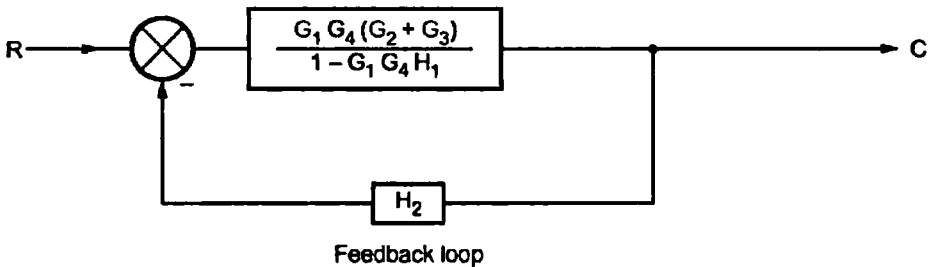 R
G₁ G₄ (G₂ + G₃)
1 – G₁ G₄ H₁
C
–
H₂
Feedback loop